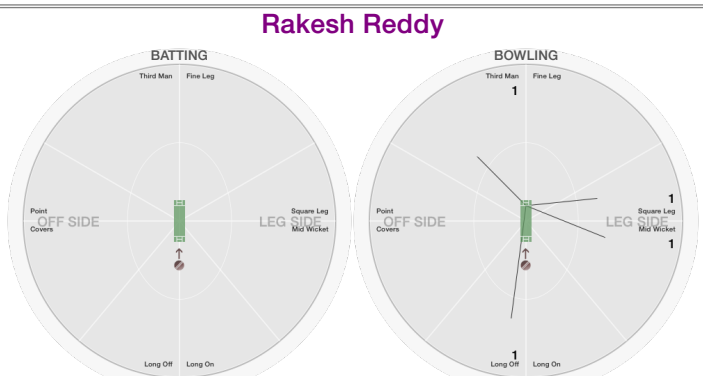 Rakesh Reddy
BATTING
Third Man Fine Leg
Point
OFF SIDE
Covers
Square Leg
LEG SIDE
Mid Wicket
Long Off Long On
BOWLING
Third Man Fine Leg
1
Point
OFF SIDE
Covers
1
Square Leg
LEG SIDE
Mid Wicket
1
1
Long Off Long On